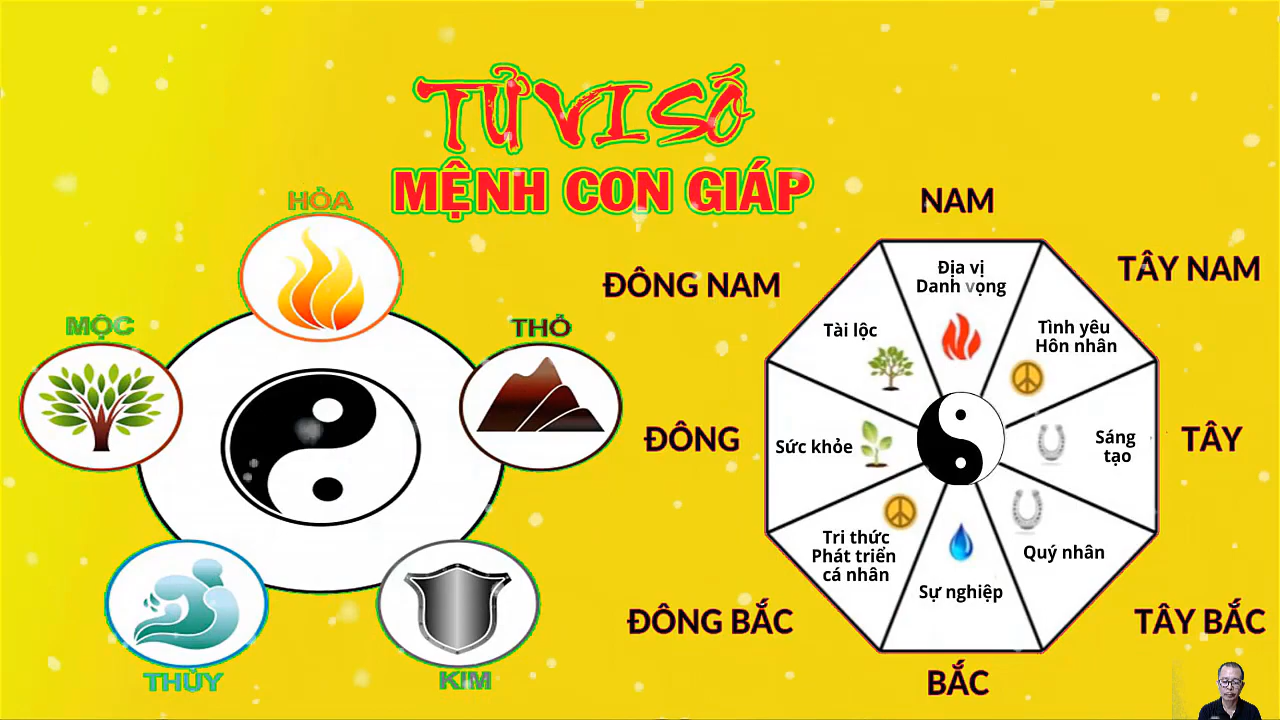 TỬ VI SỐ
MỆNH CON GIÁP
HỎA
MỘC
THỔ
THỦY
KIM
NAM
ĐÔNG NAM
TÂY NAM
ĐÔNG
TÂY
ĐÔNG BẮC
TÂY BẮC
BẮC
Địa vị
Danh vọng
Tài lộc
Tình yêu
Hôn nhân
Sức khỏe
Sáng
tạo
Tri thức
Phát triển
cá nhân
Quý nhân
Sự nghiệp